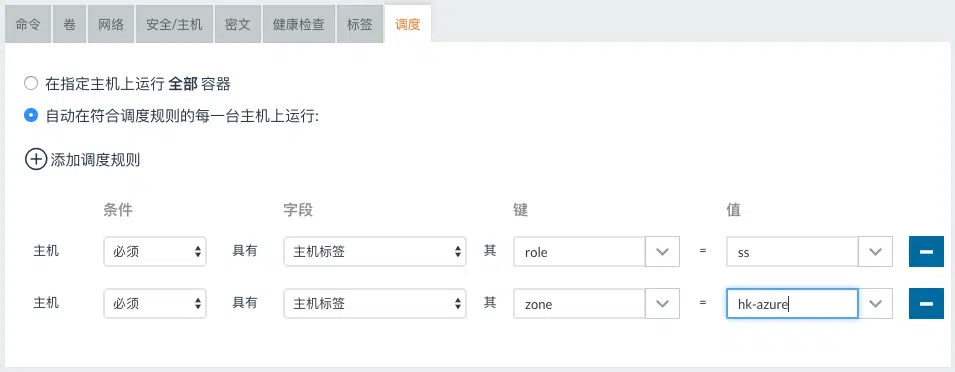 命令 卷 网络 安全/主机 密文 健康检查 标签 调度
在指定主机上运行 全部 容器
自动在符合调度规则的每一台主机上运行:
添加调度规则
条件 字段 键 值
主机 必须 具有 主机标签 其 role = ss
主机 必须 具有 主机标签 其 zone = hk-azure